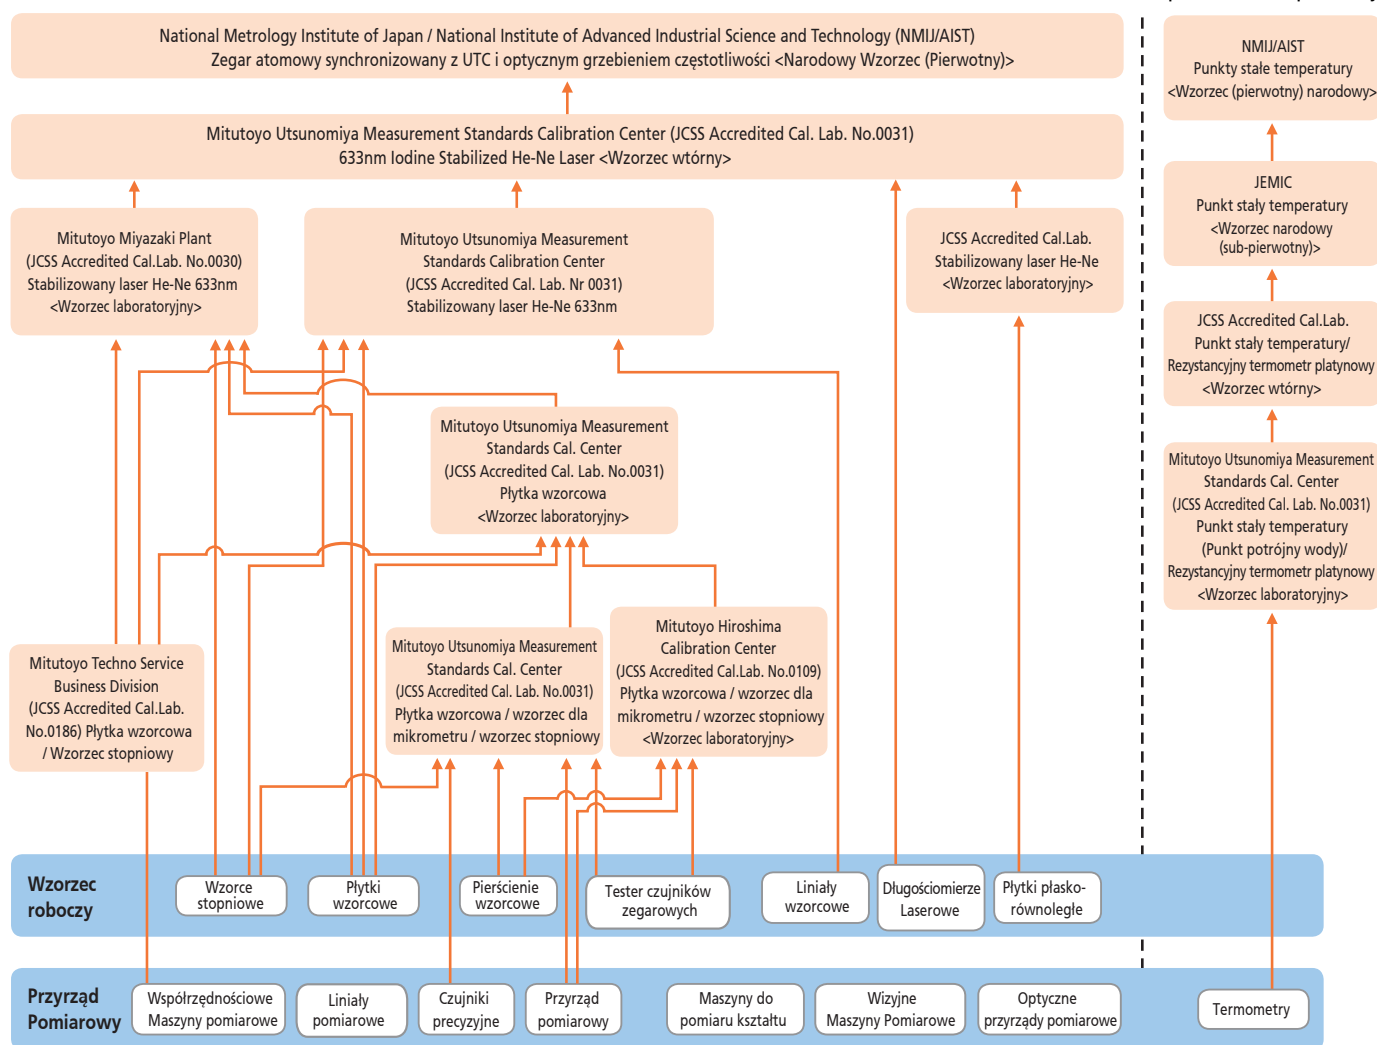 National Metrology Institute of Japan / National Institute of Advanced Industrial Science and Technology (NMIJ/AIST)
Zegar atomowy synchronizowany z UTC i optycznym grzebieniem częstotliwości <Narodowy Wzorzec (Pierwotny)>
NMIJ/AIST
Punkty stałe temperatury
<Wzorzec (pierwotny) narodowy>
Mitutoyo Utsunomiya Measurement Standards Calibration Center (JCSS Accredited Cal. Lab. No.0031)
633nm Iodine Stabilized He-Ne Laser <Wzorzec wtórny>
JEMIC
Punkt stały temperatury
<Wzorzec narodowy
(sub-pierwotny)>
Mitutoyo Miyazaki Plant
(JCSS Accredited Cal.Lab. No.0030)
Stabilizowany laser He-Ne 633nm
<Wzorzec laboratoryjny>
Mitutoyo Utsunomiya Measurement
Standards Calibration Center
(JCSS Accredited Cal. Lab. Nr 0031)
Stabilizowany laser He-Ne 633nm
JCSS Accredited Cal.Lab.
Stabilizowany laser He-Ne
<Wzorzec laboratoryjny>
JCSS Accredited Cal.Lab.
Punkt stały temperatury/
Rezystancyjny termometr platynowy
<Wzorzec wtórny>
Mitutoyo Utsunomiya Measurement
Standards Cal. Center
(JCSS Accredited Cal. Lab. No.0031)
Płytka wzorcowa
<Wzorzec laboratoryjny>
Mitutoyo Utsunomiya Measurement
Standards Cal. Center
(JCSS Accredited Cal. Lab. No.0031)
Punkt stały temperatury
(Punkt potrójny wody)/
Rezystancyjny termometr platynowy
<Wzorzec laboratoryjny>
Mitutoyo Techno Service
Business Division
(JCSS Accredited Cal.Lab.
No.0186) Płytka wzorcowa
/ Wzorzec stopniowy
Mitutoyo Utsunomiya Measurement
Standards Cal. Center
(JCSS Accredited Cal. Lab. No.0031)
Płytka wzorcowa / wzorzec dla
mikrometru / wzorzec stopniowy
Mitutoyo Hiroshima
Calibration Center
(JCSS Accredited Cal.Lab. No.0109)
Płytka wzorcowa / wzorzec dla
mikrometru / wzorzec stopniowy
<Wzorzec laboratoryjny>
Wzorzec
roboczy
Wzorce
stopniowe
Płytki
wzorcowe
Pierścienie
wzorcowe
Tester czujników
zegarowych
Liniały
wzorcowe
Długościomierze
Laserowe
Płytki płasko-
równoległe
Przyrząd
Pomiarowy
Współrzędnościowe
Maszyny pomiarowe
Liniały
pomiarowe
Czujniki
precyzyjne
Przyrząd
pomiarowy
Maszyny do
pomiaru kształtu
Wizyjne
Maszyny Pomiarowe
Optyczne
przyrządy pomiarowe
Termometry